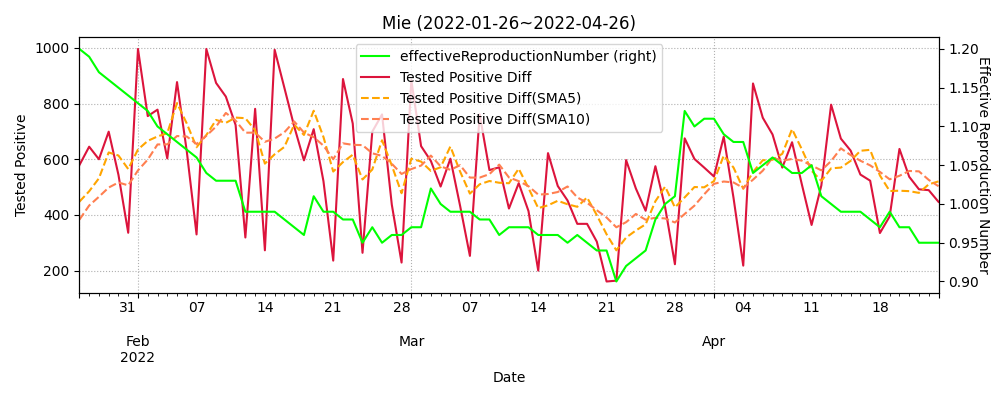 Mie (2022-01-26~2022-04-26)
effectiveReproductionNumber (right)
Tested Positive Diff
Tested Positive Diff(SMA5)
Tested Positive Diff(SMA10)
Tested Positive
1000
800
600
400
200
Effective Reproduction Number
1.20
1.15
1.10
1.05
1.00
0.95
0.90
31 07 14 21 28 07 14 21 28 04 11 18
Feb Mar Apr
2022
Date